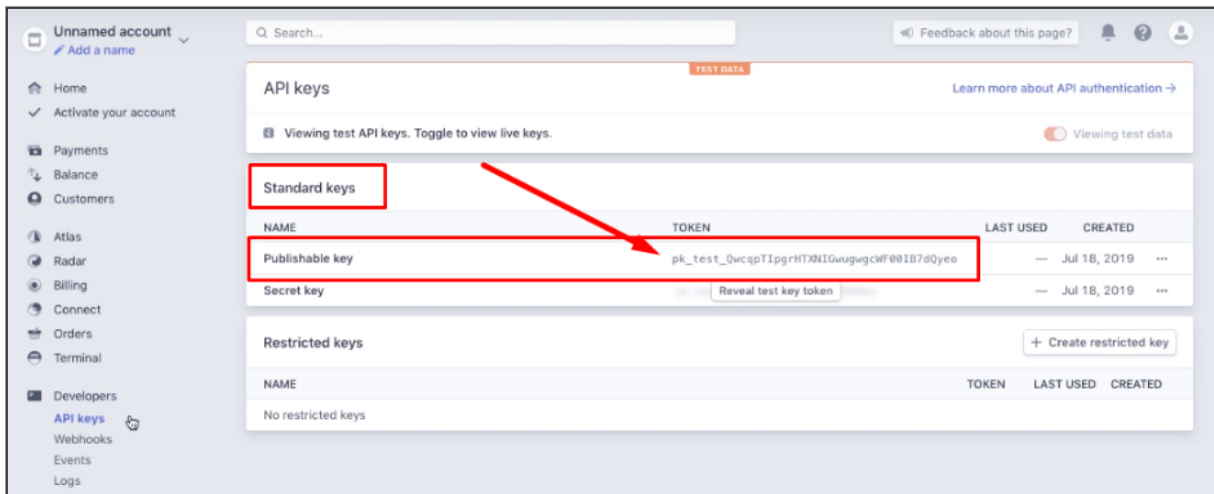 Unnamed account
Add a name
Search...
Feedback about this page?
Home
Activate your account
Payments
Balance
Customers
Atlas
Radar
Billing
Connect
Orders
Terminal
Developers
API keys
Webhooks
Events
Logs
TEST DATA
API keys
Learn more about API authentication →
Viewing test API keys. Toggle to view live keys.
Viewing test data
Standard keys
NAME TOKEN LAST USED CREATED
Publishable key pk_test_QwcqpTIpgrHTXNIGwugwgcWF00IB7dQyeo — Jul 18, 2019 ...
Secret key Reveal test key token — Jul 18, 2019 ...
Restricted keys
+ Create restricted key
NAME TOKEN LAST USED CREATED
No restricted keys